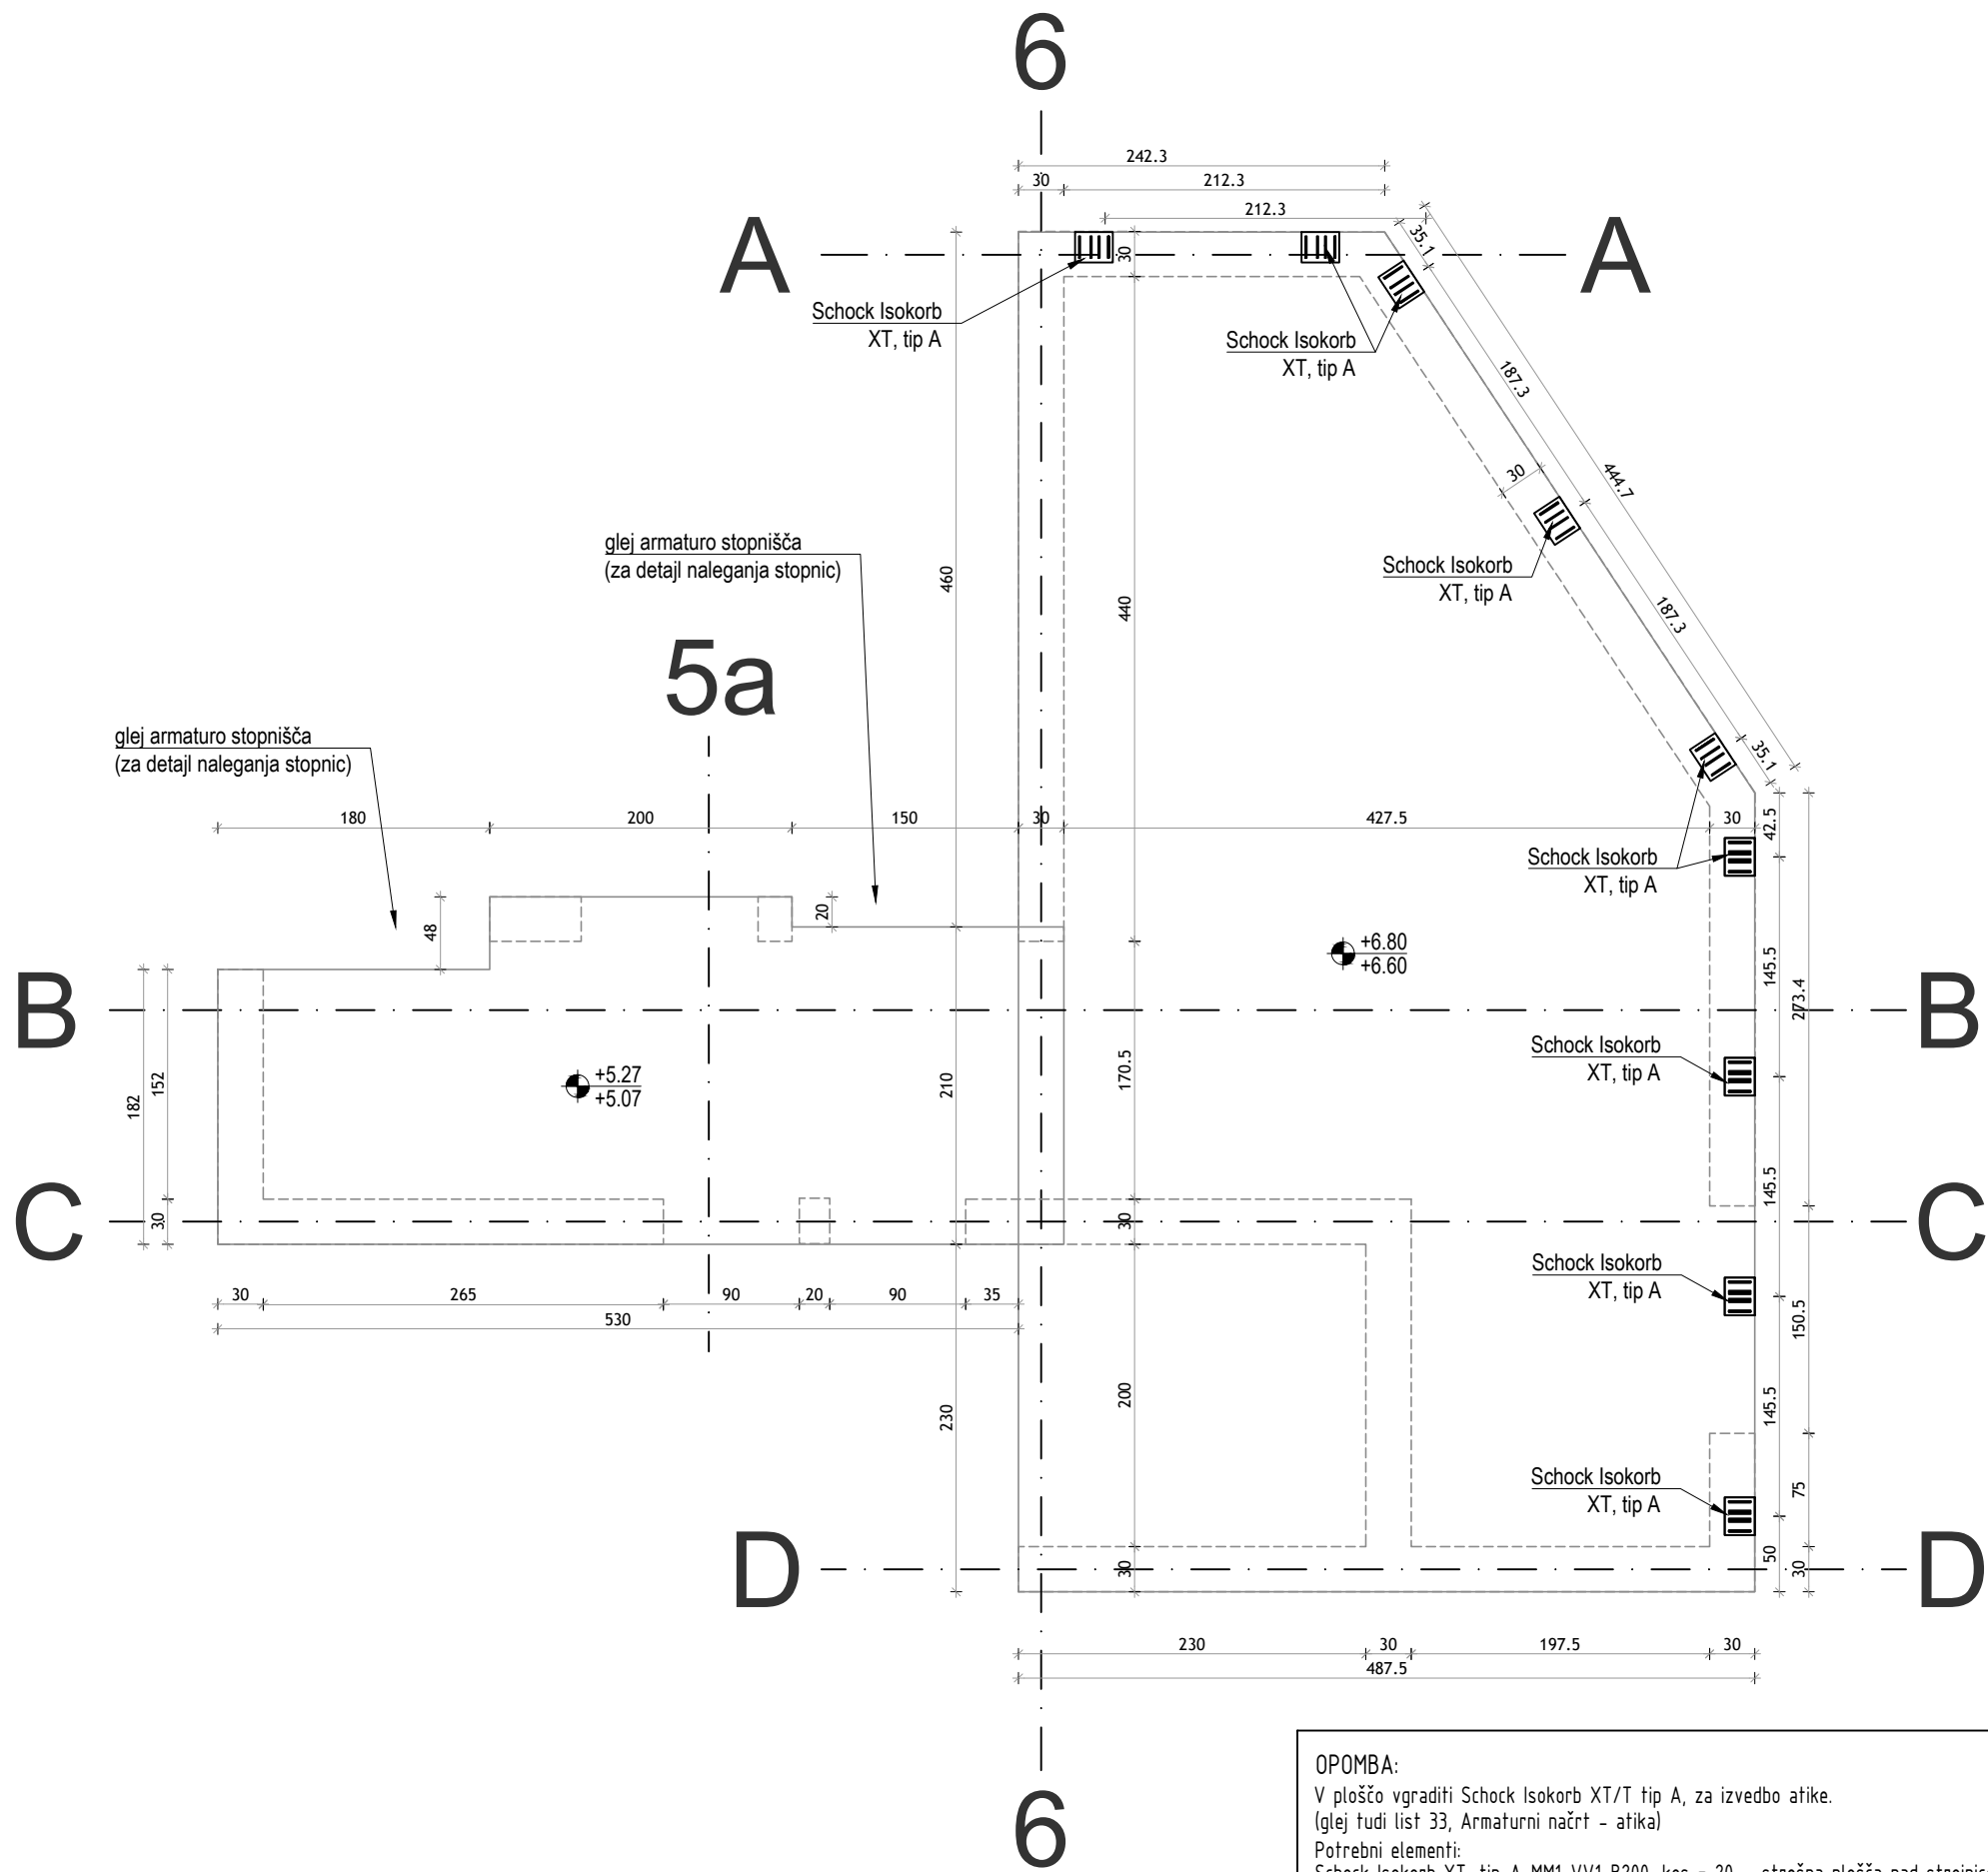 6
242.3
30
212.3
212.3
A
A
30
35.1
Schock Isokorb
XT, tip A
Schock Isokorb
XT, tip A
187.3
444.7
30
glej armaturo stopnišča
(za detajl naleganja stopnic)
460
440
Schock Isokorb
XT, tip A
187.3
5a
glej armaturo stopnišča
(za detajl naleganja stopnic)
35.1
180
200
150
30
427.5
30
42.5
Schock Isokorb
XT, tip A
48
20
+6.80
+6.60
145.5
273.4
B
B
Schock Isokorb
XT, tip A
182
152
+5.27
+5.07
210
170.5
145.5
C
C
30
30
Schock Isokorb
XT, tip A
30
265
90
20
90
35
530
150.5
230
200
145.5
Schock Isokorb
XT, tip A
75
D
D
30
50
30
230
30
197.5
30
487.5
6
OPOMBA:
V ploščo vgraditi Schock Isokorb XT/T tip A, za izvedbo atike.
(glej tudi list 33, Armaturni načrt - atika)
Potrebni elementi: